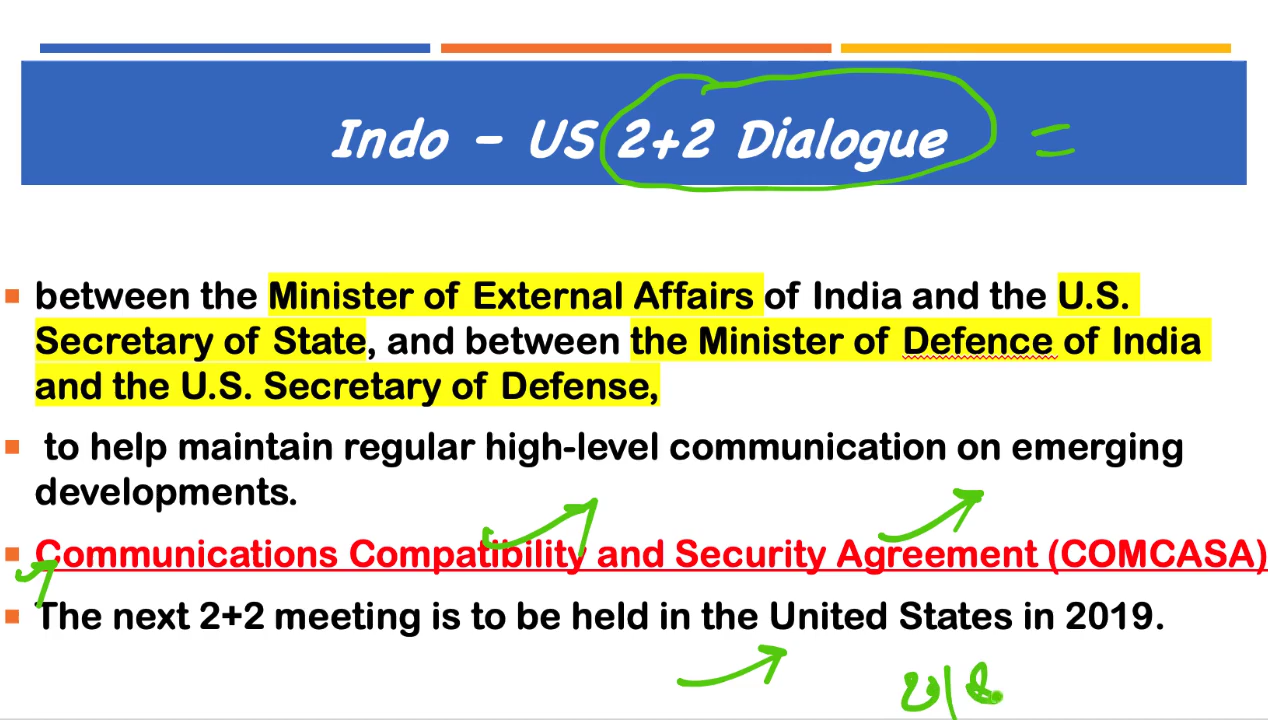 Indo - US 2+2 Dialogue =
between the Minister of External Affairs of India and the U.S.
Secretary of State, and between the Minister of Defence of India
and the U.S. Secretary of Defense,
to help maintain regular high-level communication on emerging
developments.
Communications Compatibility and Security Agreement (COMCASA)
The next 2+2 meeting is to be held in the United States in 2019.